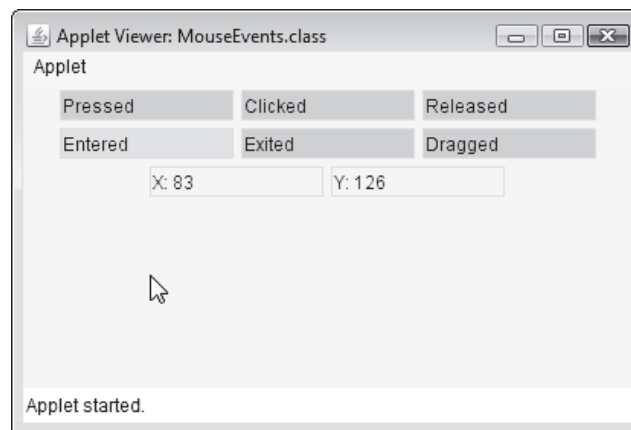 Applet Viewer: MouseEvents.class
Applet
Pressed Clicked Released
Entered Exited Dragged
X: 83 Y: 126
Applet started.